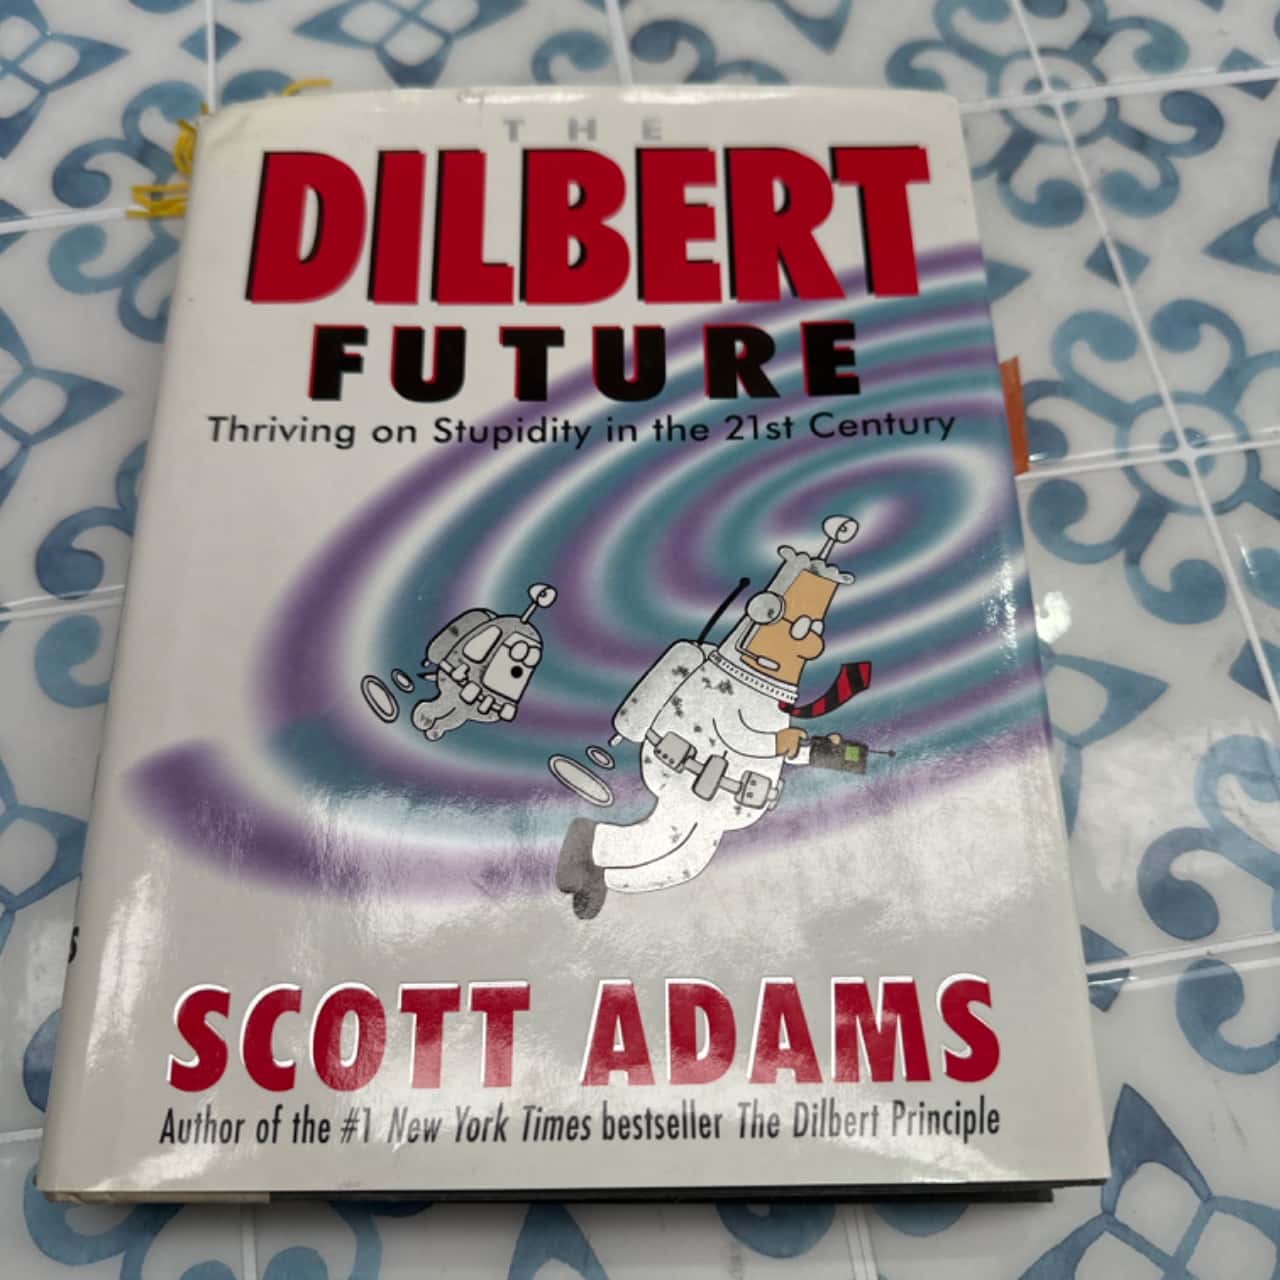 THE
DILBERT
FUTURE
Thriving on Stupidity in the 21st Century
SCOTT ADAMS
Author of the #1 New York Times bestseller The Dilbert Principle